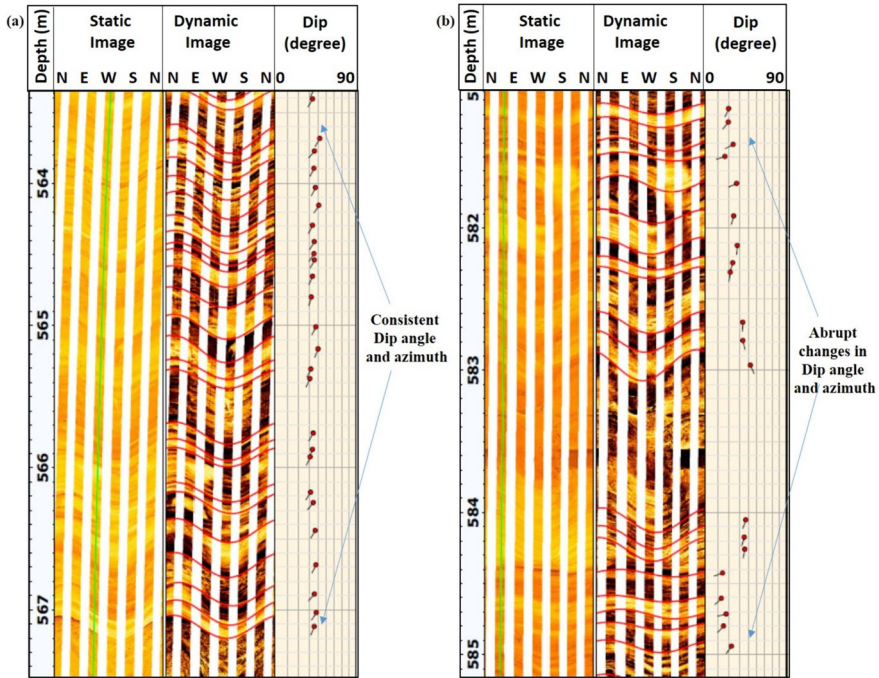 (a)
Depth (m)
Static
Image
Dynamic
Image
Dip
(degree)
N E W S N
N E W S N
0 90
564
565
566
567
Consistent
Dip angle
and azimuth
(b)
Depth (m)
Static
Image
Dynamic
Image
Dip
(degree)
N E W S N
N E W S N
0 90
5
582
583
584
585
Abrupt
changes in
Dip angle
and azimuth